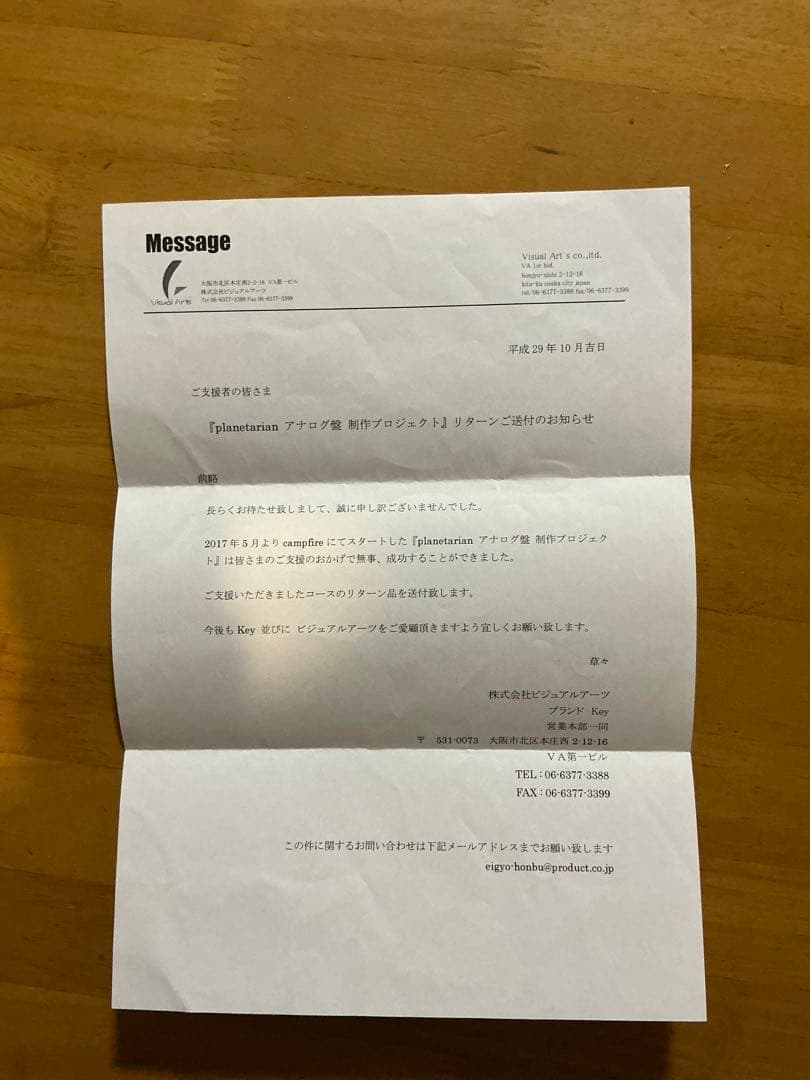 Message
Visual Art's
大阪市北区本庄西2-2-16 VA第一ビル
株式会社ビジュアルアーツ
Tel 06-6377-3388 Fax 06-6377-3399
Visual Art's co.,ltd.
VA 1st bld.
honjyo-nishi 2-12-16
kita-ku osaka city japan
tel/06-6377-3388 fax/06-6377-3399
平成29年10月吉日
ご支援者の皆さま
『planetarian アナログ盤 制作プロジェクト』リターンご送付のお知らせ
前略
長らくお待たせ致しまして、誠に申し訳ございませんでした。
2017年5月より campfire にてスタートした『planetarian アナログ盤 制作プロジェク
ト』は皆さまのご支援のおかげで無事、成功することができました。
ご支援いただきましたコースのリターン品を送付致します。
今後も Key 並びに ビジュアルアーツをご愛顧頂きますよう宜しくお願い致します。
草々
株式会社ビジュアルアーツ
ブランド Key
営業本部一同
〒 531-0073 大阪市北区本庄西 2-12-16
ＶＡ第一ビル
TEL：06-6377-3388
FAX：06-6377-3399
この件に関するお問い合わせは下記メールアドレスまでお願い致します
eigyo-honbu@product.co.jp